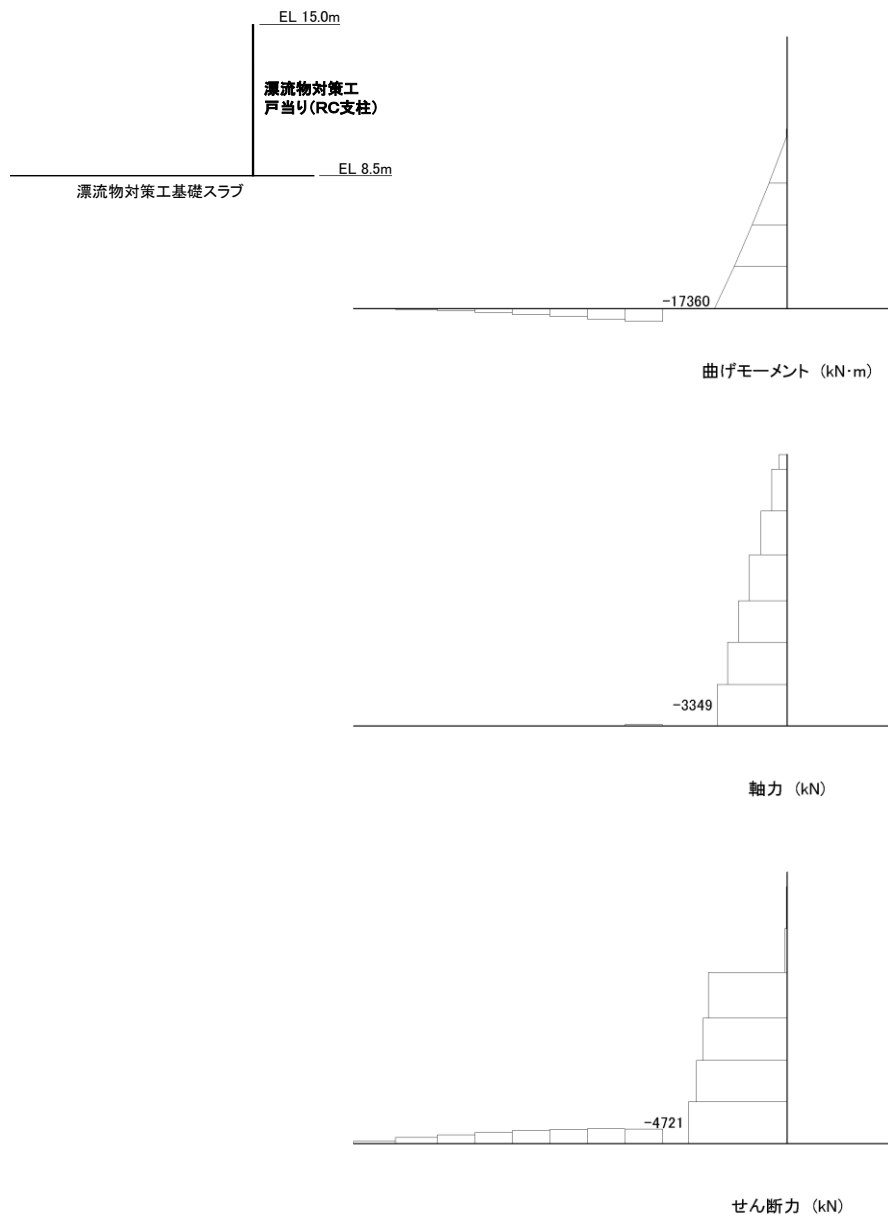 EL 15.0m
漂流物対策工
戸当り(RC支柱)
EL 8.5m
漂流物対策工基礎スラブ
-17360
曲げモーメント (kN・m)
-3349
軸力 (kN)
-4721
せん断力 (kN)